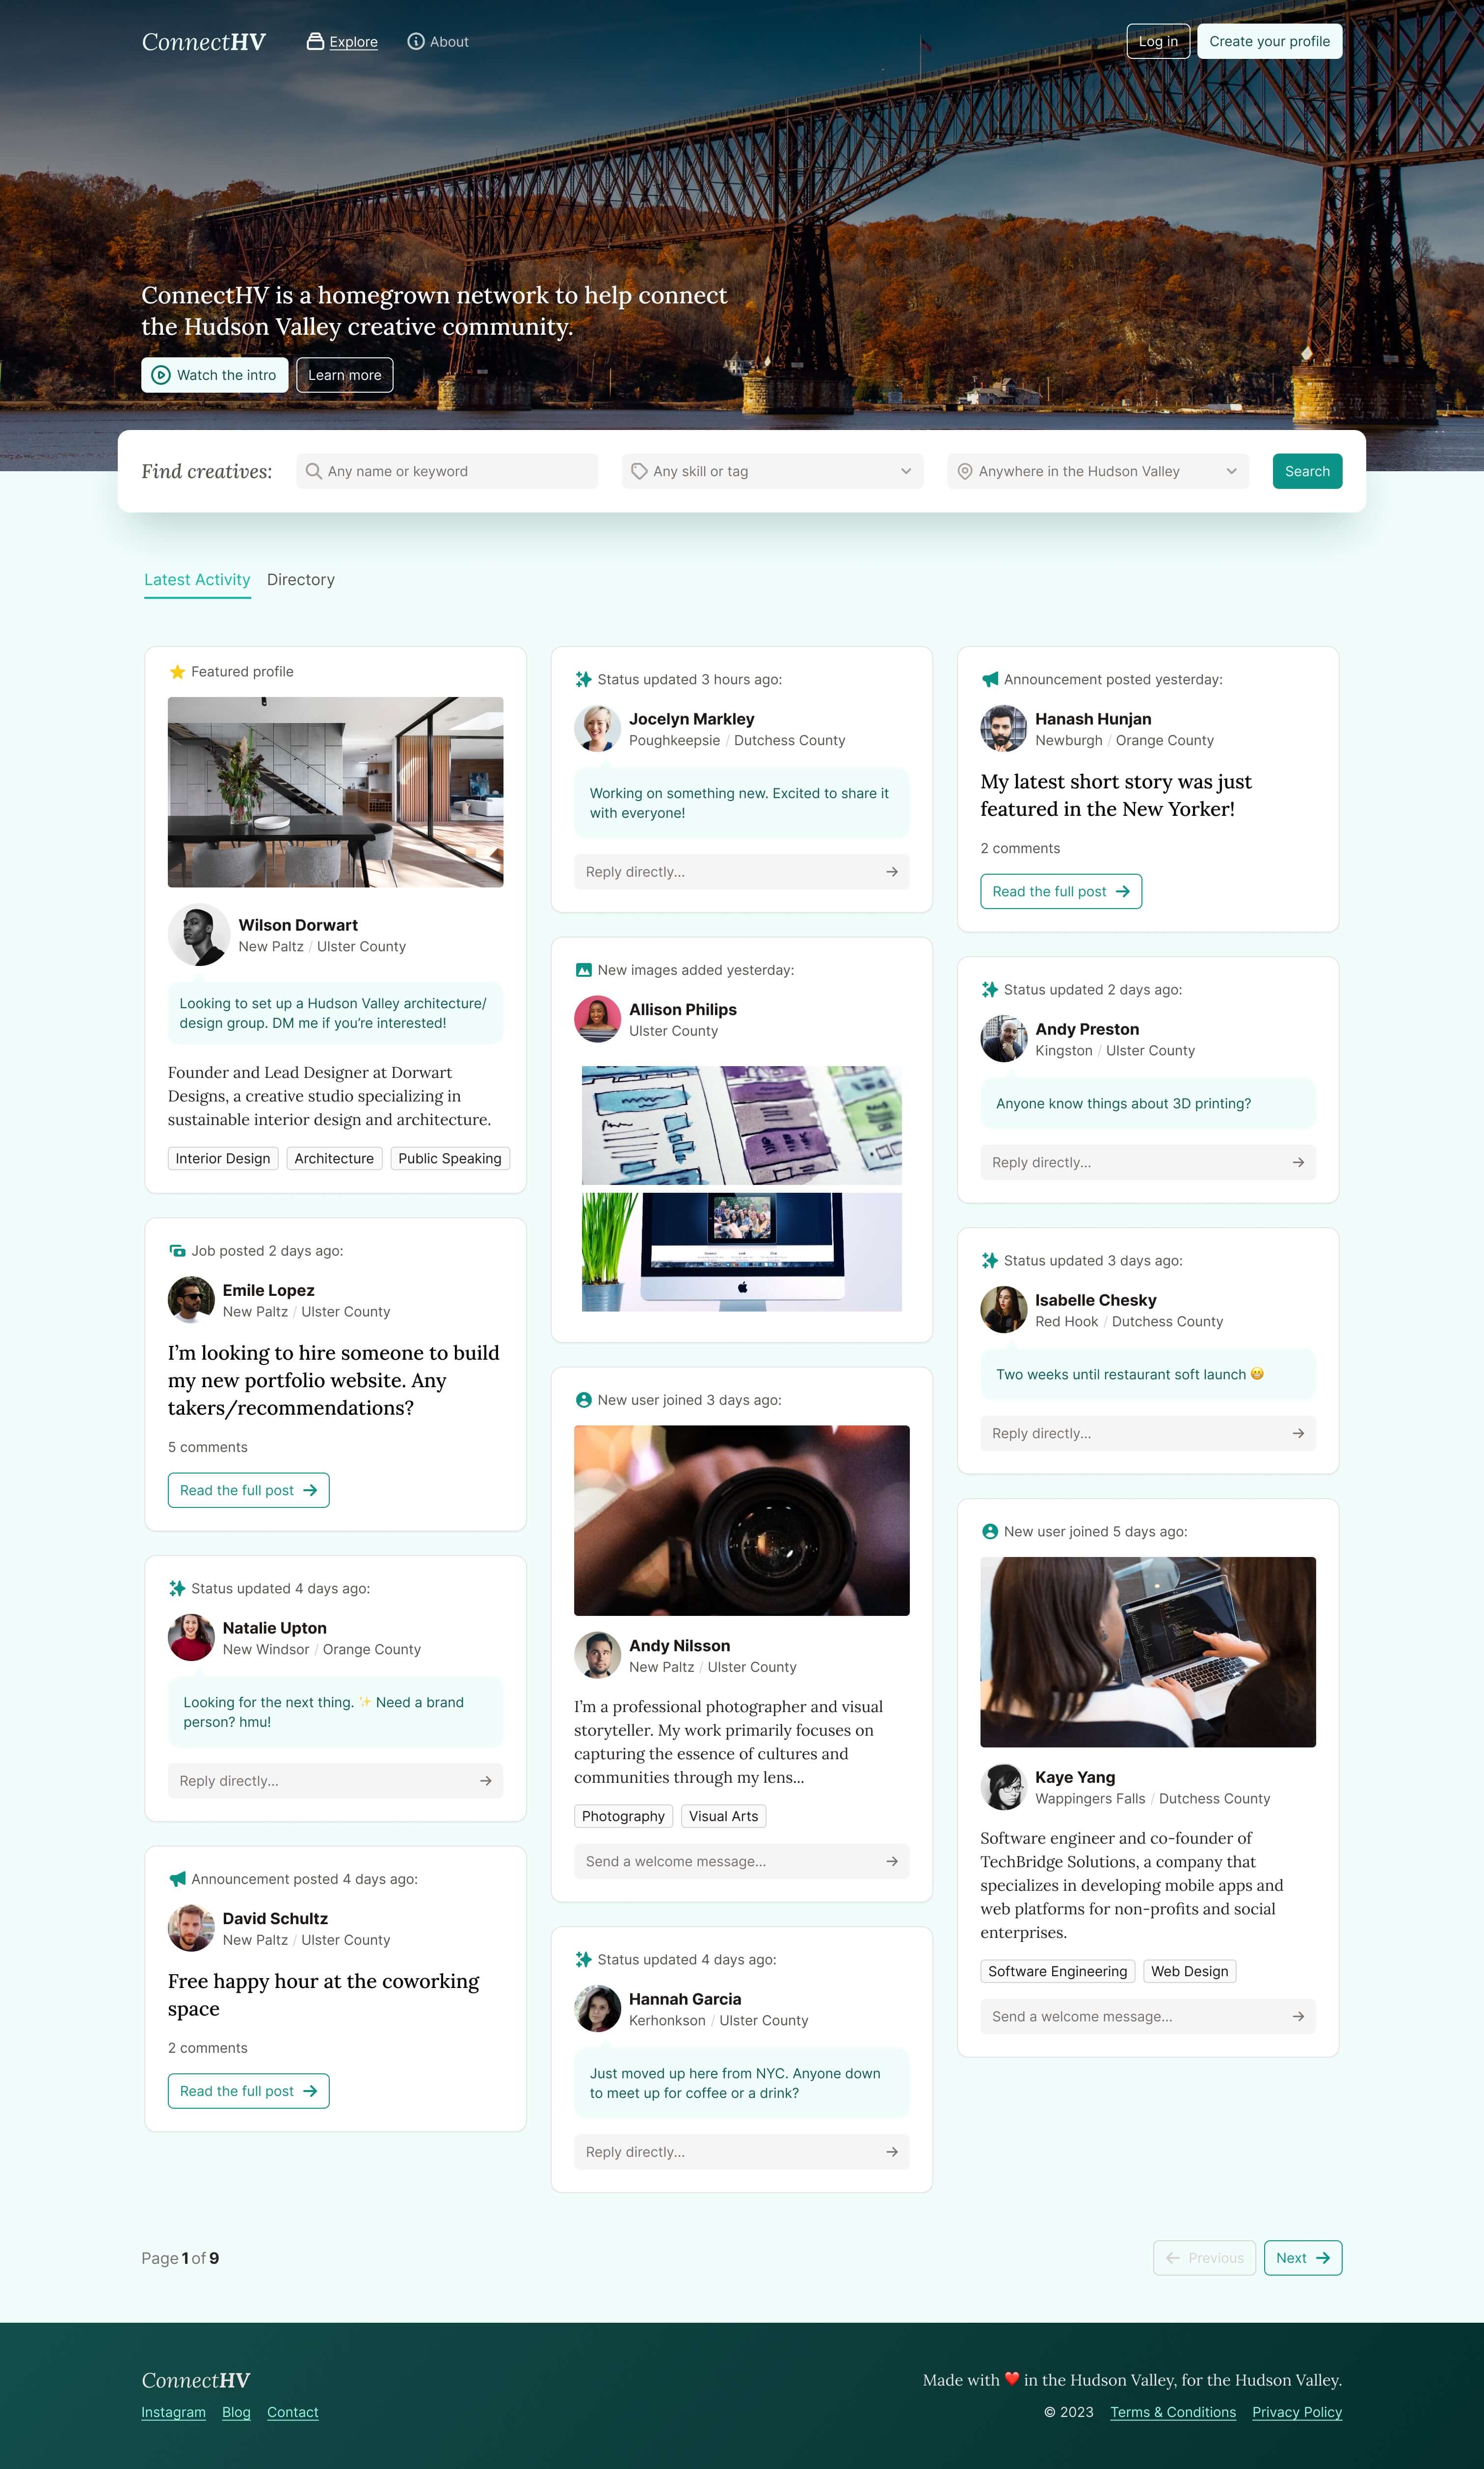 ConnectHV
Explore
About
Log in
Create your profile
ConnectHV is a homegrown network to help connect
the Hudson Valley creative community.
Watch the intro
Learn more
Find creatives:
Any name or keyword
Any skill or tag
Anywhere in the Hudson Valley
Search
Latest Activity
Directory
Featured profile
Wilson Dorwart
New Paltz / Ulster County
Looking to set up a Hudson Valley architecture/
design group. DM me if you’re interested!
Founder and Lead Designer at Dorwart
Designs, a creative studio specializing in
sustainable interior design and architecture.
Interior Design
Architecture
Public Speaking
Job posted 2 days ago:
Emile Lopez
New Paltz / Ulster County
I’m looking to hire someone to build
my new portfolio website. Any
takers/recommendations?
5 comments
Read the full post
Status updated 4 days ago:
Natalie Upton
New Windsor / Orange County
Looking for the next thing. ✨ Need a brand
person? hmu!
Reply directly...
Announcement posted 4 days ago:
David Schultz
New Paltz / Ulster County
Free happy hour at the coworking
space
2 comments
Read the full post
Status updated 3 hours ago:
Jocelyn Markley
Poughkeepsie / Dutchess County
Working on something new. Excited to share it
with everyone!
Reply directly...
New images added yesterday:
Allison Philips
Ulster County
New user joined 3 days ago:
Andy Nilsson
New Paltz / Ulster County
I’m a professional photographer and visual
storyteller. My work primarily focuses on
capturing the essence of cultures and
communities through my lens...
Photography
Visual Arts
Send a welcome message...
Status updated 4 days ago:
Hannah Garcia
Kerhonkson / Ulster County
Just moved up here from NYC. Anyone down
to meet up for coffee or a drink?
Reply directly...
Announcement posted yesterday:
Hanash Hunjan
Newburgh / Orange County
My latest short story was just
featured in the New Yorker!
2 comments
Read the full post
Status updated 2 days ago:
Andy Preston
Kingston / Ulster County
Anyone know things about 3D printing?
Reply directly...
Status updated 3 days ago:
Isabelle Chesky
Red Hook / Dutchess County
Two weeks until restaurant soft launch 😬
Reply directly...
New user joined 5 days ago:
Kaye Yang
Wappingers Falls / Dutchess County
Software engineer and co-founder of
TechBridge Solutions, a company that
specializes in developing mobile apps and
web platforms for non-profits and social
enterprises.
Software Engineering
Web Design
Send a welcome message...
Page 1 of 9
Previous
Next
ConnectHV
Instagram
Blog
Contact
Made with ❤️ in the Hudson Valley, for the Hudson Valley.
© 2023
Terms & Conditions
Privacy Policy